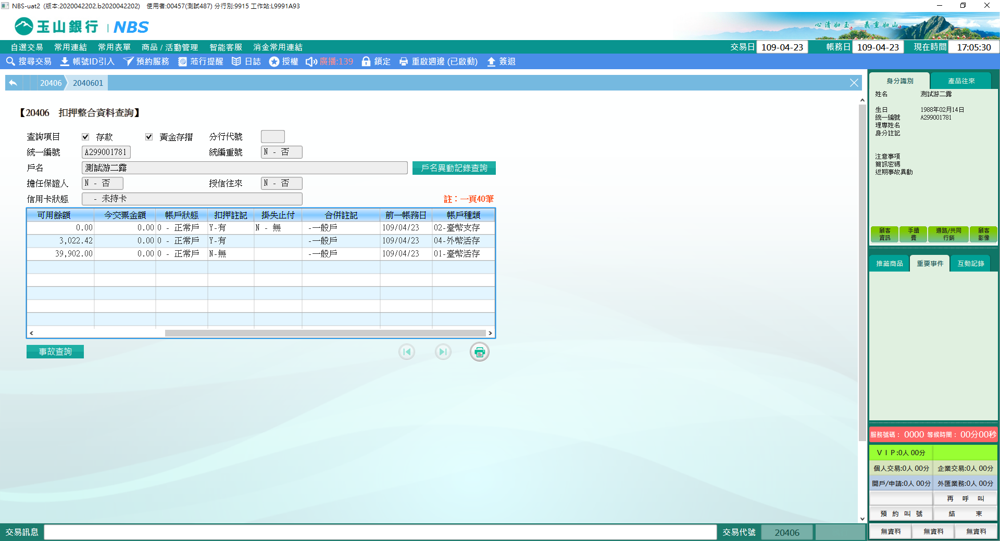 NBS-uat2 (版本:2020042202.b2020042202) 使用者:00457(測試487) 分行別:9915 工作站:L9991A93
玉山銀行 | NBS
心清如玉 義重如山
自選交易 常用連結 常用表單 商品 / 活動管理 智能客服 消金常用連結 交易日 109-04-23 帳務日 109-04-23 現在時間 17:05:30
搜尋交易 帳號ID引入 預約服務 蒞行提醒 日誌 授權 廣播:139 鎖定 重啟週邊 (已啟動) 簽退
20406 2040601
【20406 扣押整合資料查詢】
查詢項目 存款 黃金存摺 分行代號
統一編號 A299001781 統編重號 N - 否
戶名 測試游二露 戶名異動記錄查詢
擔任保證人 N - 否 授信往來 N - 否
信用卡狀態 - 未持卡 註：一頁40筆
可用餘額 今交票金額 帳戶狀態 扣押註記 掛失止付 合併註記 前一帳務日 帳戶種類
0.00 0.00 0 - 正常戶 Y-有 N - 無 -一般戶 109/04/23 02-臺幣支存
3,022.42 0.00 0 - 正常戶 Y-有 -一般戶 109/04/23 04-外幣活存
39,902.00 0.00 0 - 正常戶 N-無 -一般戶 109/04/23 01-臺幣活存
事故查詢
身分識別 產品往來
姓名 測試游二露
生日 1988年02月14日
統一編號 A299001781
理專姓名
身分註記
注意事項
簡訊密碼
近期事故異動
顧客資訊 手續費 通路/共同行銷 顧客影像
推薦商品 重要事件 互動記錄
服務號碼： 0000 等候時間： 00分00秒
ＶＩＰ:0人 00分
個人交易:0人 00分 企業交易:0人 00分
開戶/申請:0人 00分 外匯業務:0人 00分
再 呼 叫
預 約 叫 號 結 束
交易訊息 交易代號 20406 無資料 無資料 無資料